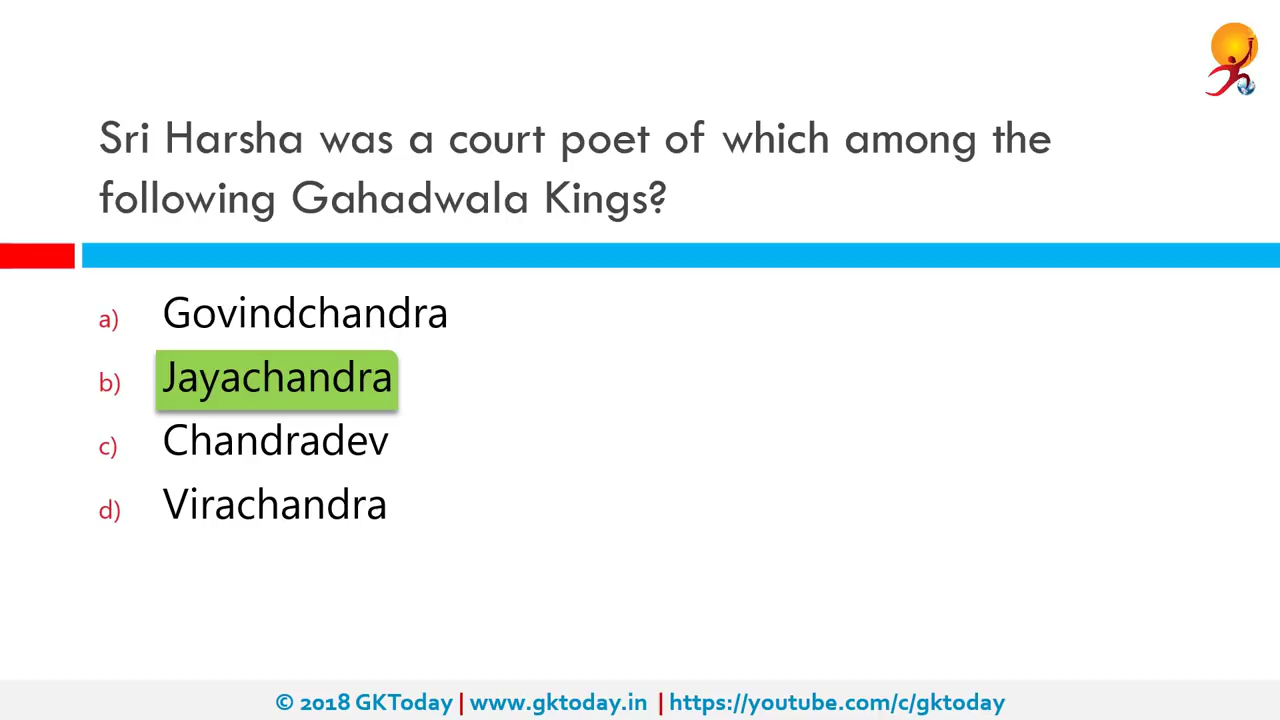 Sri Harsha was a court poet of which among the
following Gahadwala Kings?
a) Govindchandra
b) Jayachandra
c) Chandradev
d) Virachandra
© 2018 GKToday | www.gktoday.in | https://youtube.com/c/gktoday